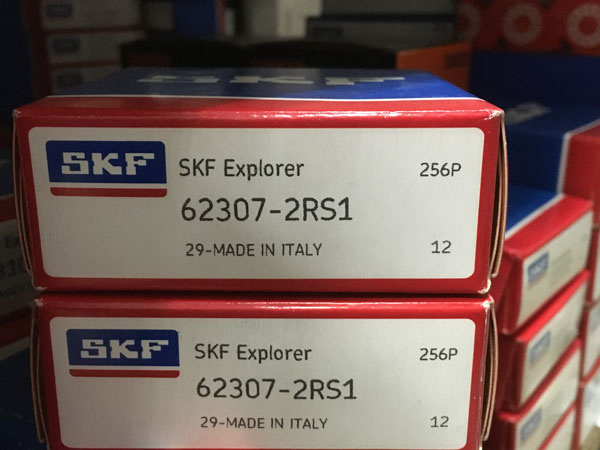 SKF
SKF
SKF Explorer
256P
62307-2RS1
29-MADE IN ITALY
12
SKF
SKF Explorer
256P
62307-2RS1
29-MADE IN ITALY
12